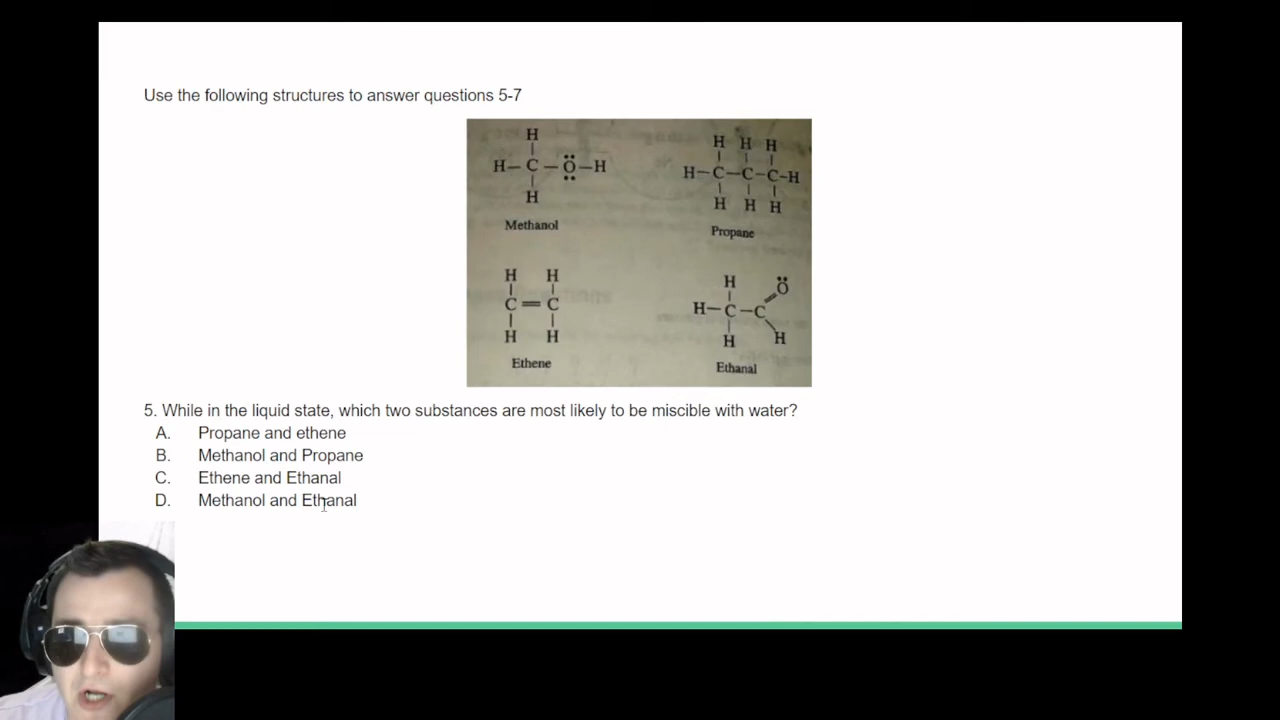 Use the following structures to answer questions 5-7
H
H–C–Ö–H
H
Methanol
H H H
H–C–C–C–H
H H H
Propane
H H
C=C
H H
Ethene
H Ö
H–C–C
H H
Ethanal
5. While in the liquid state, which two substances are most likely to be miscible with water?
A. Propane and ethene
B. Methanol and Propane
C. Ethene and Ethanal
D. Methanol and Ethanal